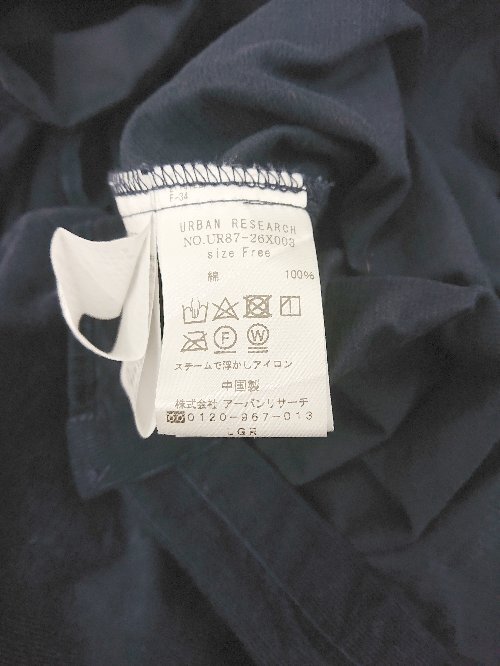 F-34
URBAN RESEARCH
NO.UR87-26X003
size Free
綿 100%
F W
スチームで浮かしアイロン
中国製
株式会社 アーバンリサーチ
0120-967-013
LGR